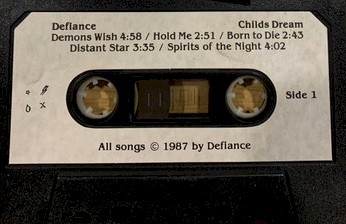 Defiance Childs Dream
Demons Wish 4:58 / Hold Me 2:51 / Born to Die 2:43
Distant Star 3:35 / Spirits of the Night 4:02
Side 1
All songs © 1987 by Defiance